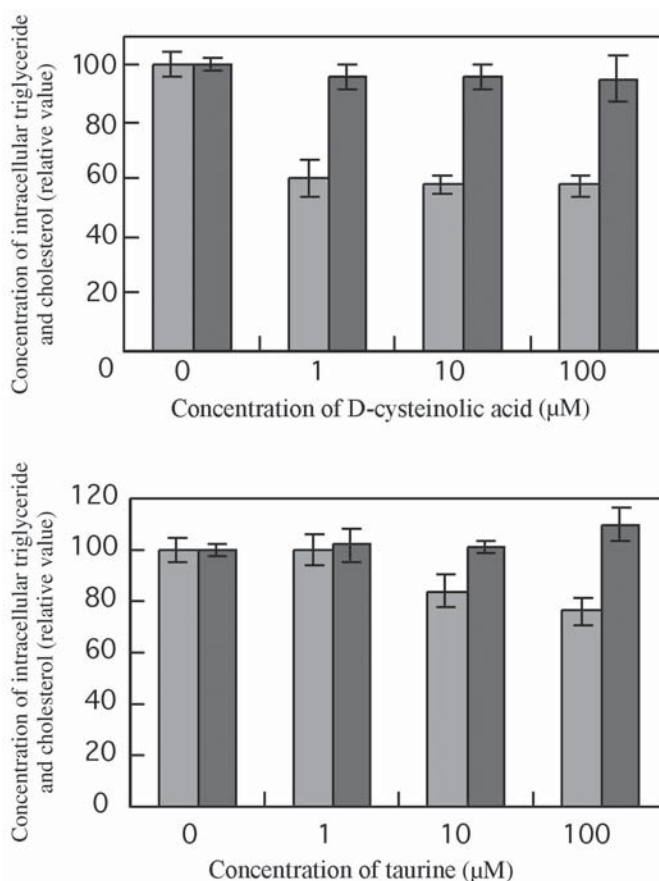 Concentration of intracellular triglyceride
and cholesterol (relative value)
100
80
60
40
20
0
0 1 10 100
Concentration of D-cysteinolic acid (μM)
Concentration of intracellular triglyceride
and cholesterol (relative value)
120
100
80
60
40
20
0
0 1 10 100
Concentration of taurine (μM)